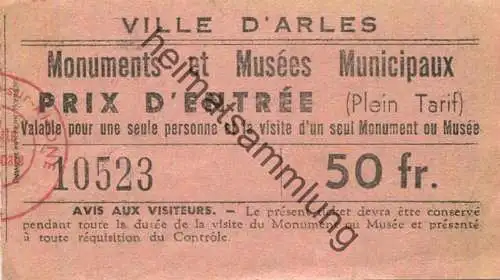 VILLE D'ARLES
Monuments et Musées Municipaux
PRIX D'ENTRÉE (Plein Tarif)
Valable pour une seule personne et la visite d'un seul Monument ou Musée
10523 50 fr.
AVIS AUX VISITEURS. — Le présent ticket devra être conservé
pendant toute la durée de la visite du Monument ou Musée et présenté
à toute réquisition du Contrôle.
heimatsammlung